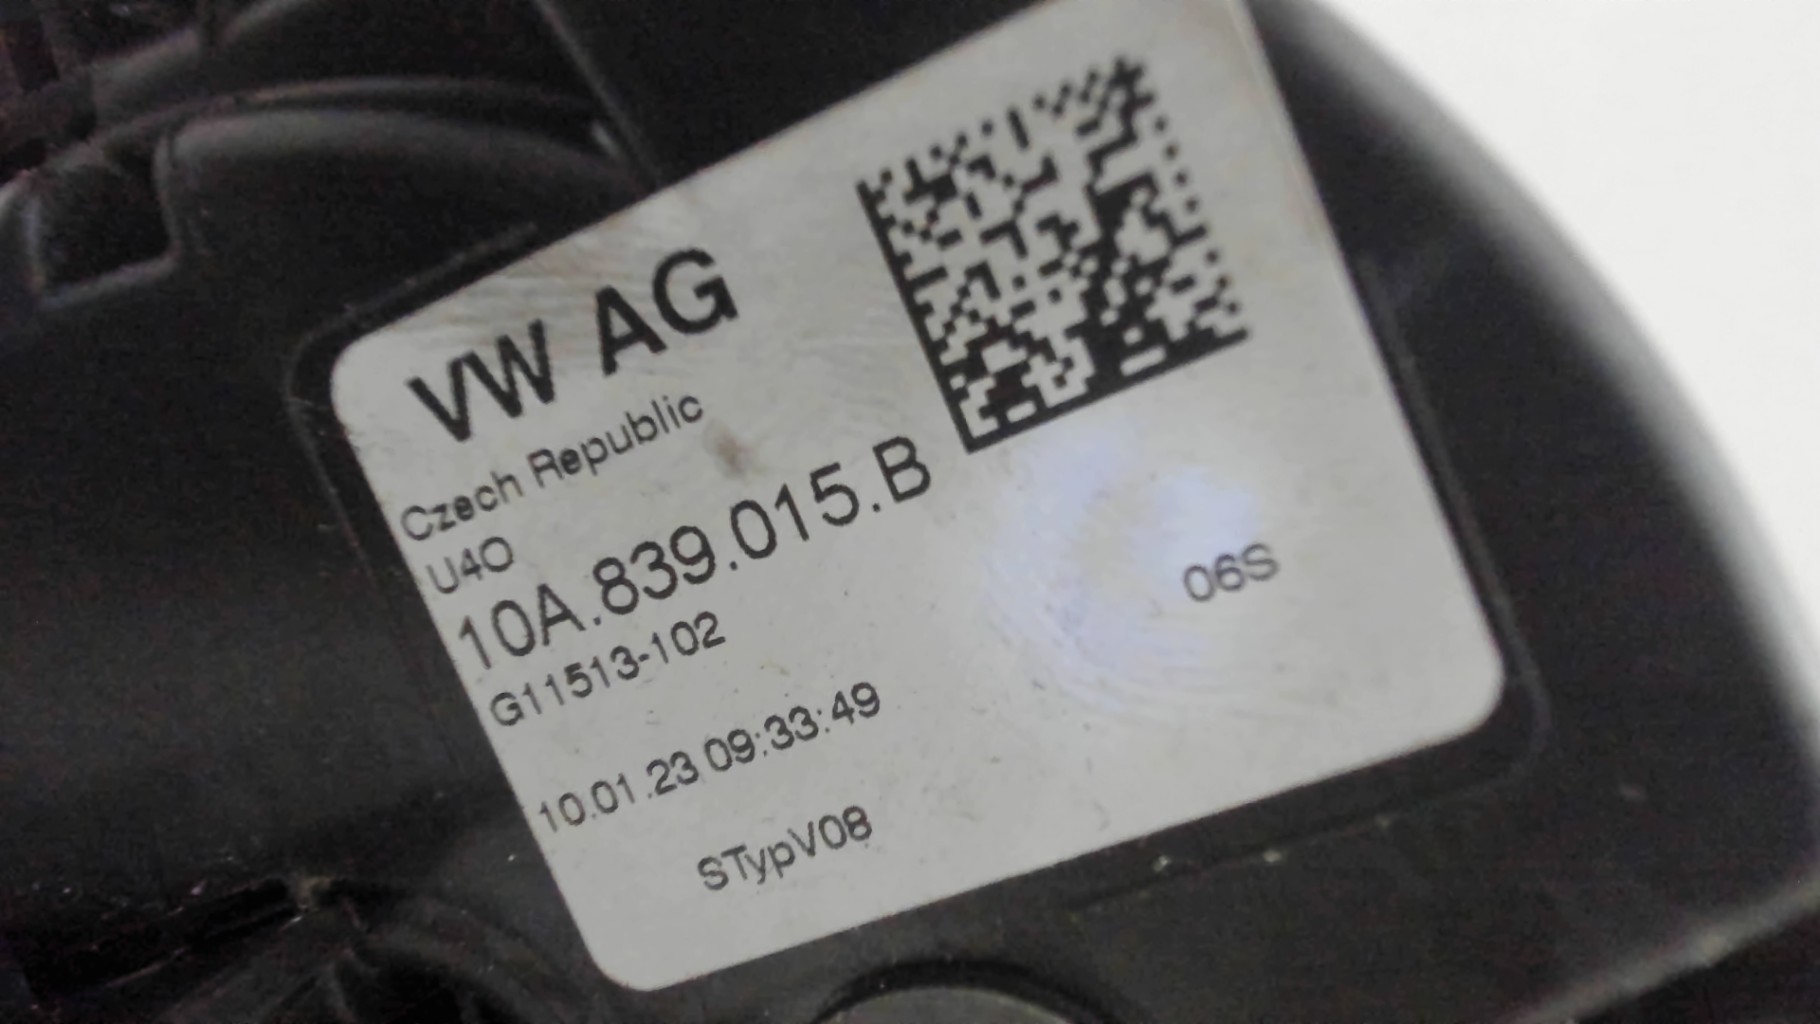 VW AG
Czech Republic
U4O
10A.839.015.B
G11513-102
06S
10.01.23 09:33:49
STypV08